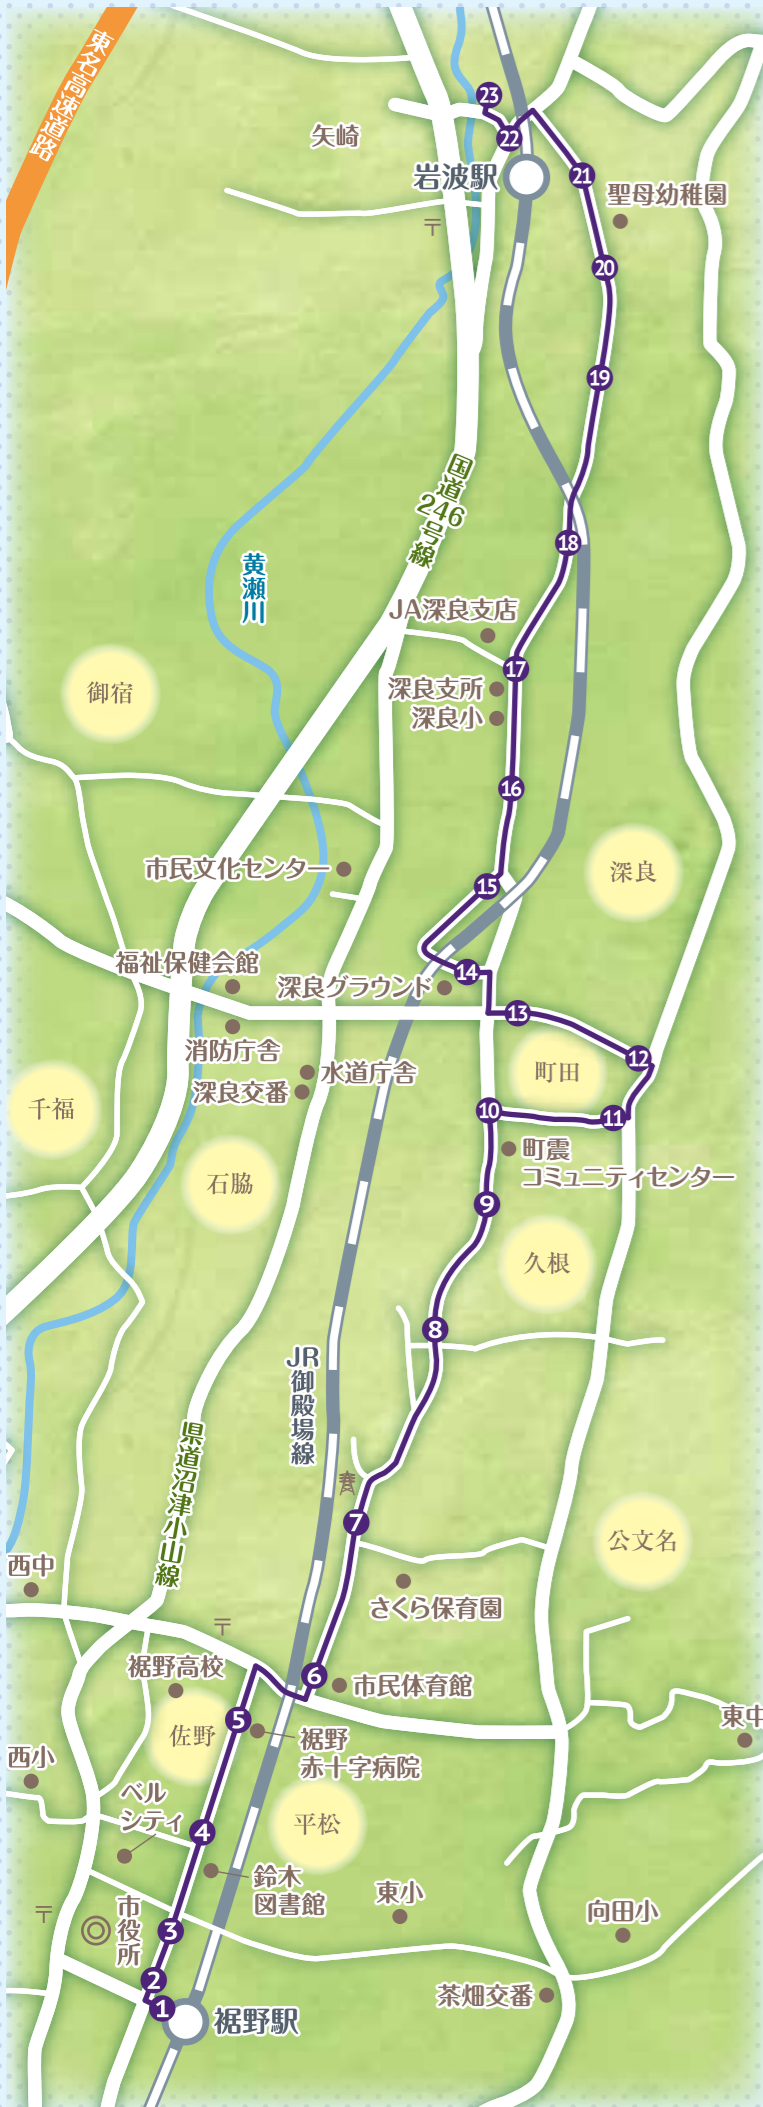 東名高速道路
23
矢崎
22
岩波駅
21
聖母幼稚園
〒
20
19
国道246号線
18
黄瀬川
JA深良支店
17
御宿
深良支所
深良小
16
市民文化センター
深良
15
福祉保健会館
14
深良グラウンド
13
消防庁舎
12
水道庁舎
町田
深良交番
千福
10
11
町震
コミュニティセンター
石脇
9
久根
8
JR御殿場線
県道沼津小山線
7
公文名
西中
さくら保育園
〒
裾野高校
6
市民体育館
5
佐野
裾野
赤十字病院
東中
西小
ベル
シティ
4
平松
鈴木
図書館
東小
〒
市役所
3
向田小
2
茶畑交番
1
裾野駅